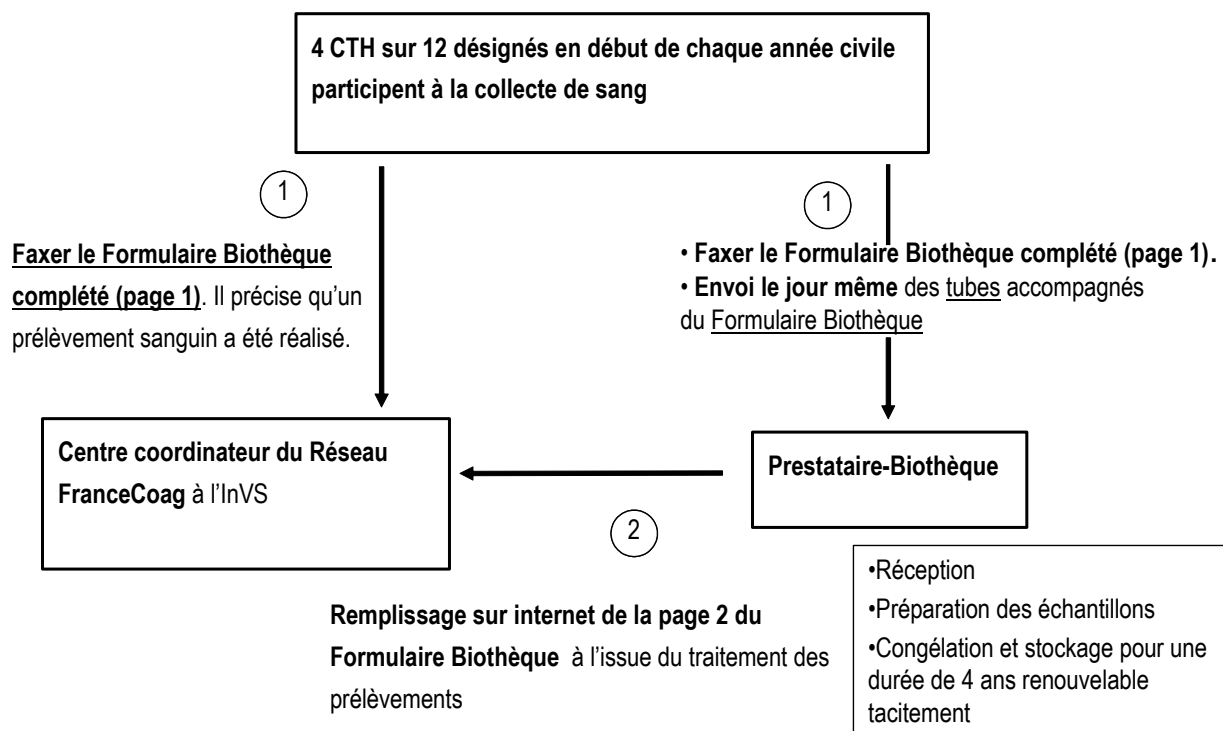 4 CTH sur 12 désignés en début de chaque année civile
participent à la collecte de sang
1
Faxer le Formulaire Biothèque
complété (page 1). Il précise qu’un
prélèvement sanguin a été réalisé.
1
• Faxer le Formulaire Biothèque complété (page 1).
• Envoi le jour même des tubes accompagnés
du Formulaire Biothèque
Centre coordinateur du Réseau
FranceCoag à l’InVS
Prestataire-Biothèque
2
Remplissage sur internet de la page 2 du
Formulaire Biothèque à l’issue du traitement des
prélèvements
•Réception
•Préparation des échantillons
•Congélation et stockage pour une
durée de 4 ans renouvelable
tacitement